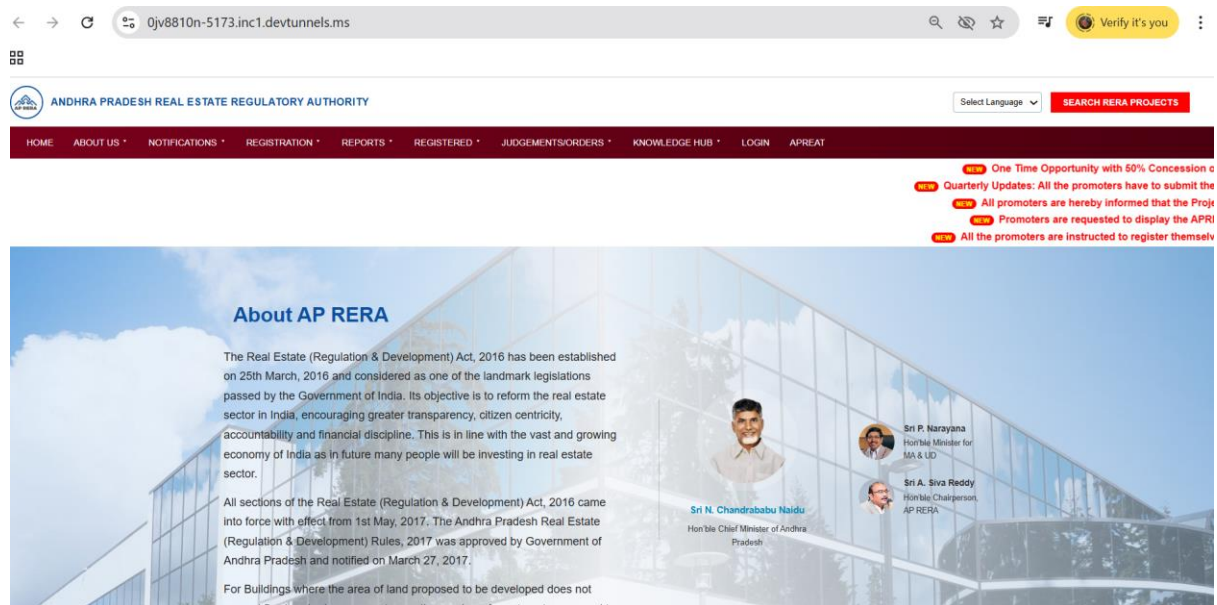 0jv8810n-5173.inc1.devtunnels.ms
Verify it's you
AP-RERA
ANDHRA PRADESH REAL ESTATE REGULATORY AUTHORITY
Select Language
SEARCH RERA PROJECTS
HOME ABOUT US NOTIFICATIONS REGISTRATION REPORTS REGISTERED JUDGEMENTS/ORDERS KNOWLEDGE HUB LOGIN APREAT
NEW One Time Opportunity with 50% Concession o
NEW Quarterly Updates: All the promoters have to submit the
NEW All promoters are hereby informed that the Proje
NEW Promoters are requested to display the APR
NEW All the promoters are instructed to register themselv
About AP RERA
The Real Estate (Regulation & Development) Act, 2016 has been established
on 25th March, 2016 and considered as one of the landmark legislations
passed by the Government of India. Its objective is to reform the real estate
sector in India, encouraging greater transparency, citizen centricity,
accountability and financial discipline. This is in line with the vast and growing
economy of India as in future many people will be investing in real estate
sector.
All sections of the Real Estate (Regulation & Development) Act, 2016 came
into force with effect from 1st May, 2017. The Andhra Pradesh Real Estate
(Regulation & Development) Rules, 2017 was approved by Government of
Andhra Pradesh and notified on March 27, 2017.
For Buildings where the area of land proposed to be developed does not
Sri N. Chandrababu Naidu
Hon'ble Chief Minister of Andhra
Pradesh
Sri P. Narayana
Hon'ble Minister for
MA & UD
Sri A. Siva Reddy
Hon'ble Chairperson,
AP RERA